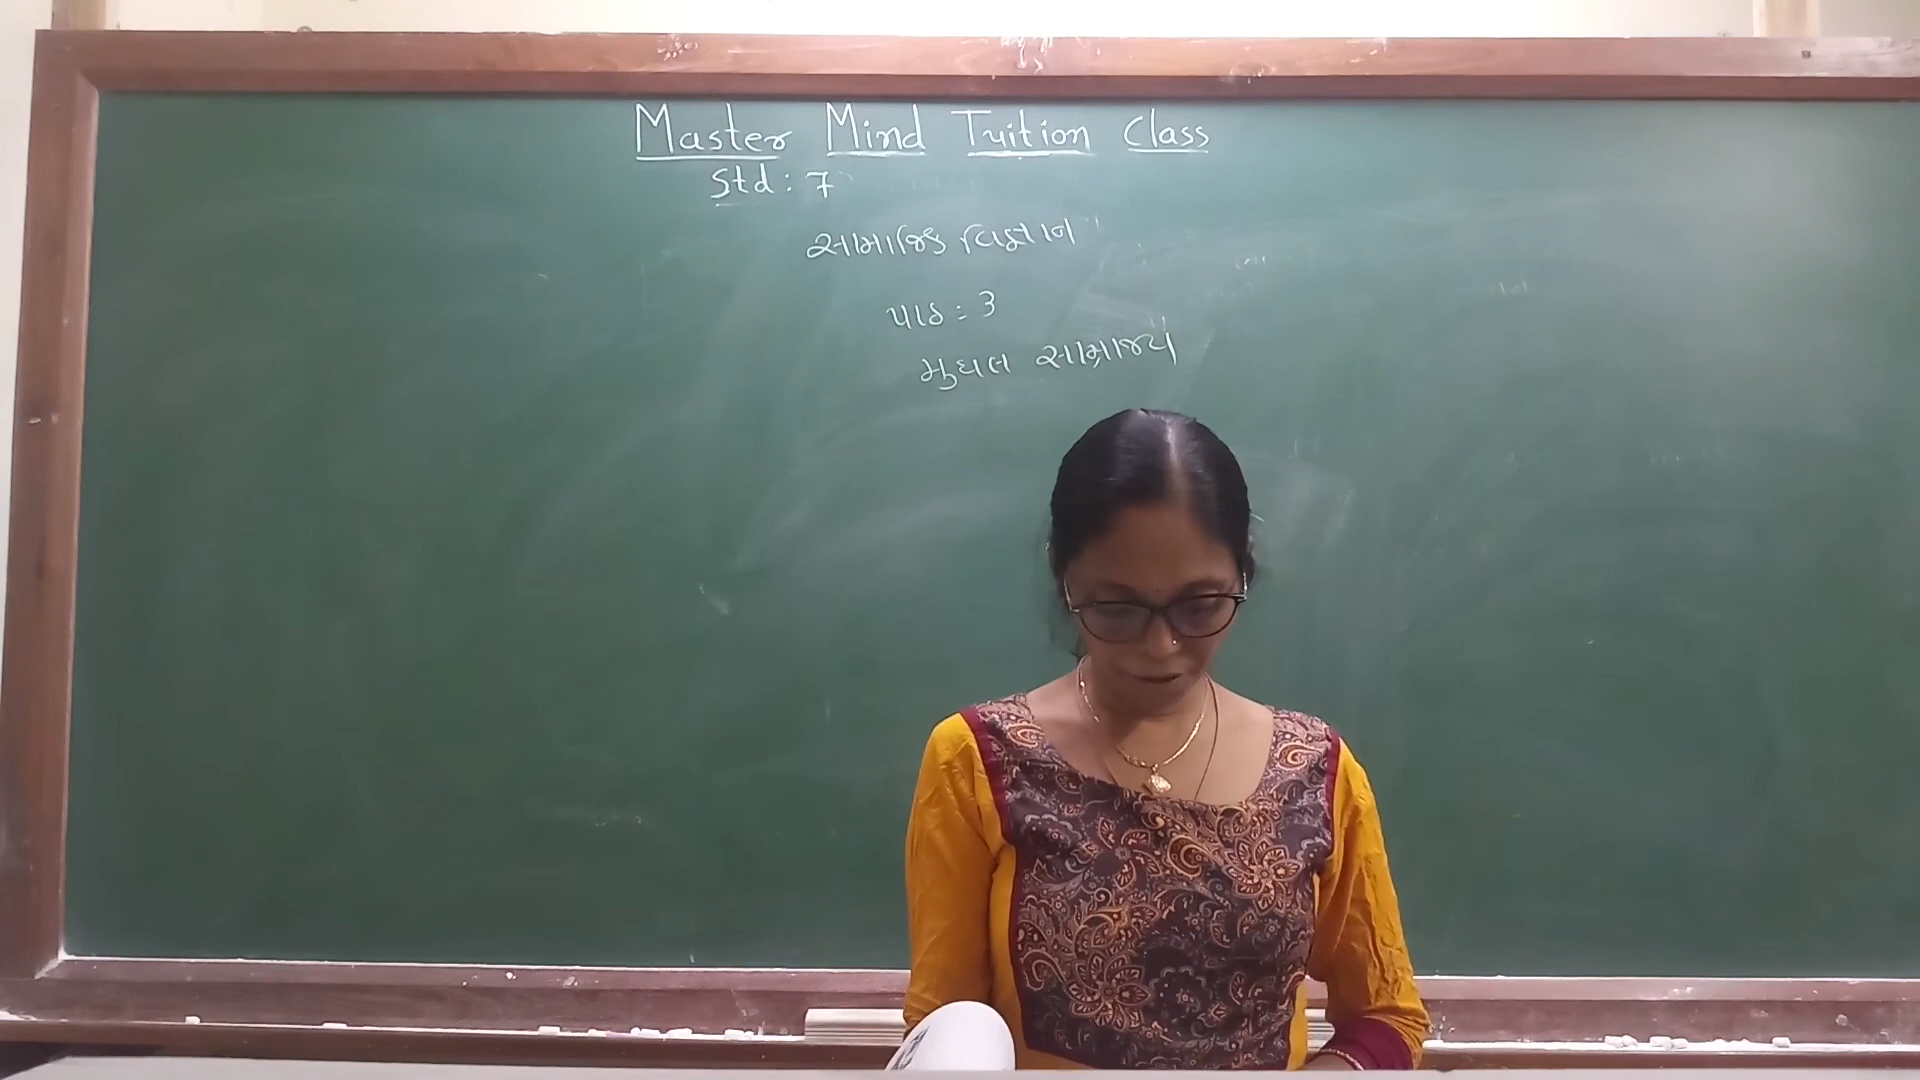 Master Mind Tuition Class
Std : 7
સામાજિક વિજ્ઞાન
પાઠ : 3
મુઘલ સામ્રાજ્ય